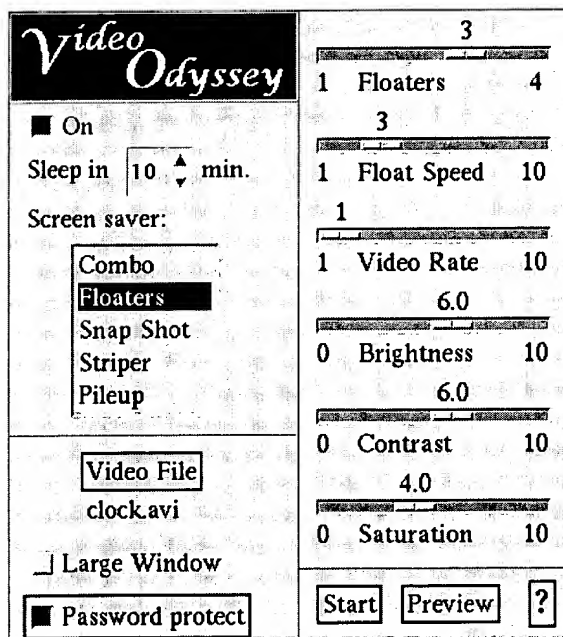 Video
Odyssey
On
Sleep in 10 min.
Screen saver:
Combo
Floaters
Snap Shot
Striper
Pileup
Video File
clock.avi
Large Window
Password protect
3
1 Floaters 4
3
1 Float Speed 10
1
1 Video Rate 10
6.0
0 Brightness 10
6.0
0 Contrast 10
4.0
0 Saturation 10
Start Preview ?